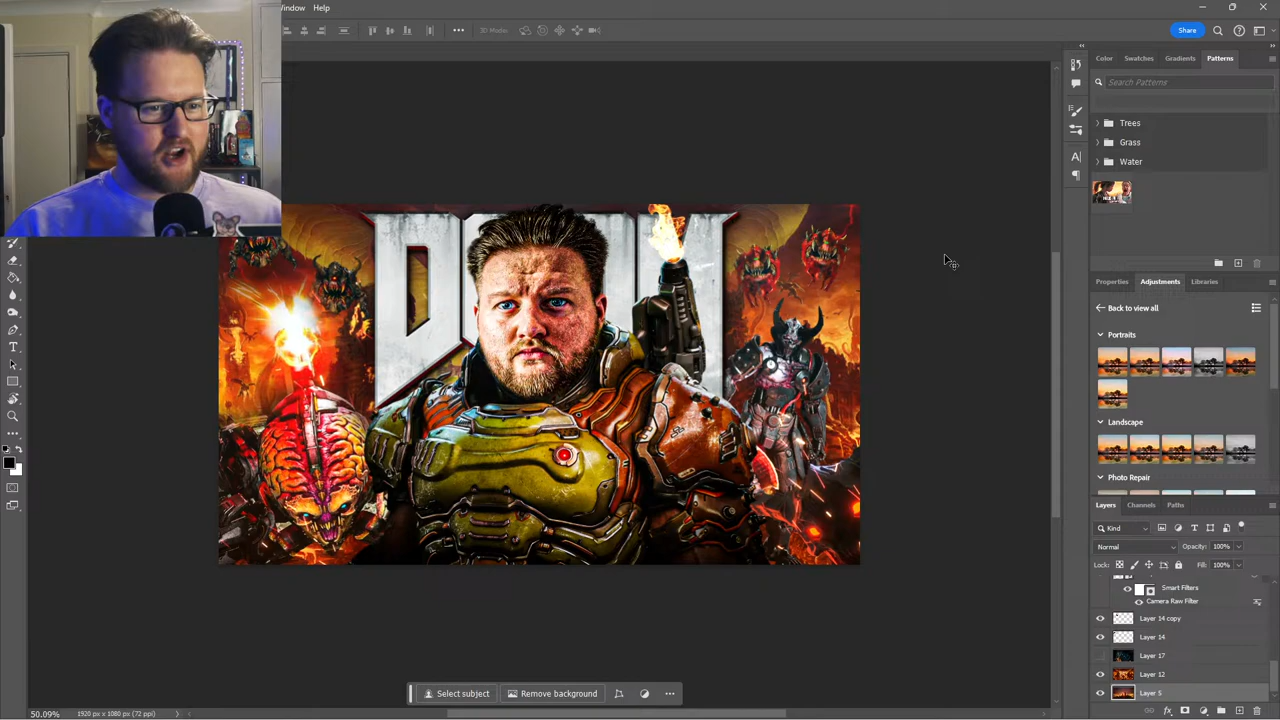 Window Help
3D Mode:
Share
Color Swatches Gradients Patterns
Search Patterns
Trees
Grass
Water
Properties Adjustments Libraries
Back to view all
Portraits
Landscape
Photo Repair
Layers Channels Paths
Kind
Normal Opacity: 100%
Lock: Fill: 100%
Smart Filters
Camera Raw Filter
Layer 14 copy
Layer 14
Layer 17
Layer 12
Layer 5
Select subject Remove background
50.09% 1920 px x 1080 px (72 ppi)